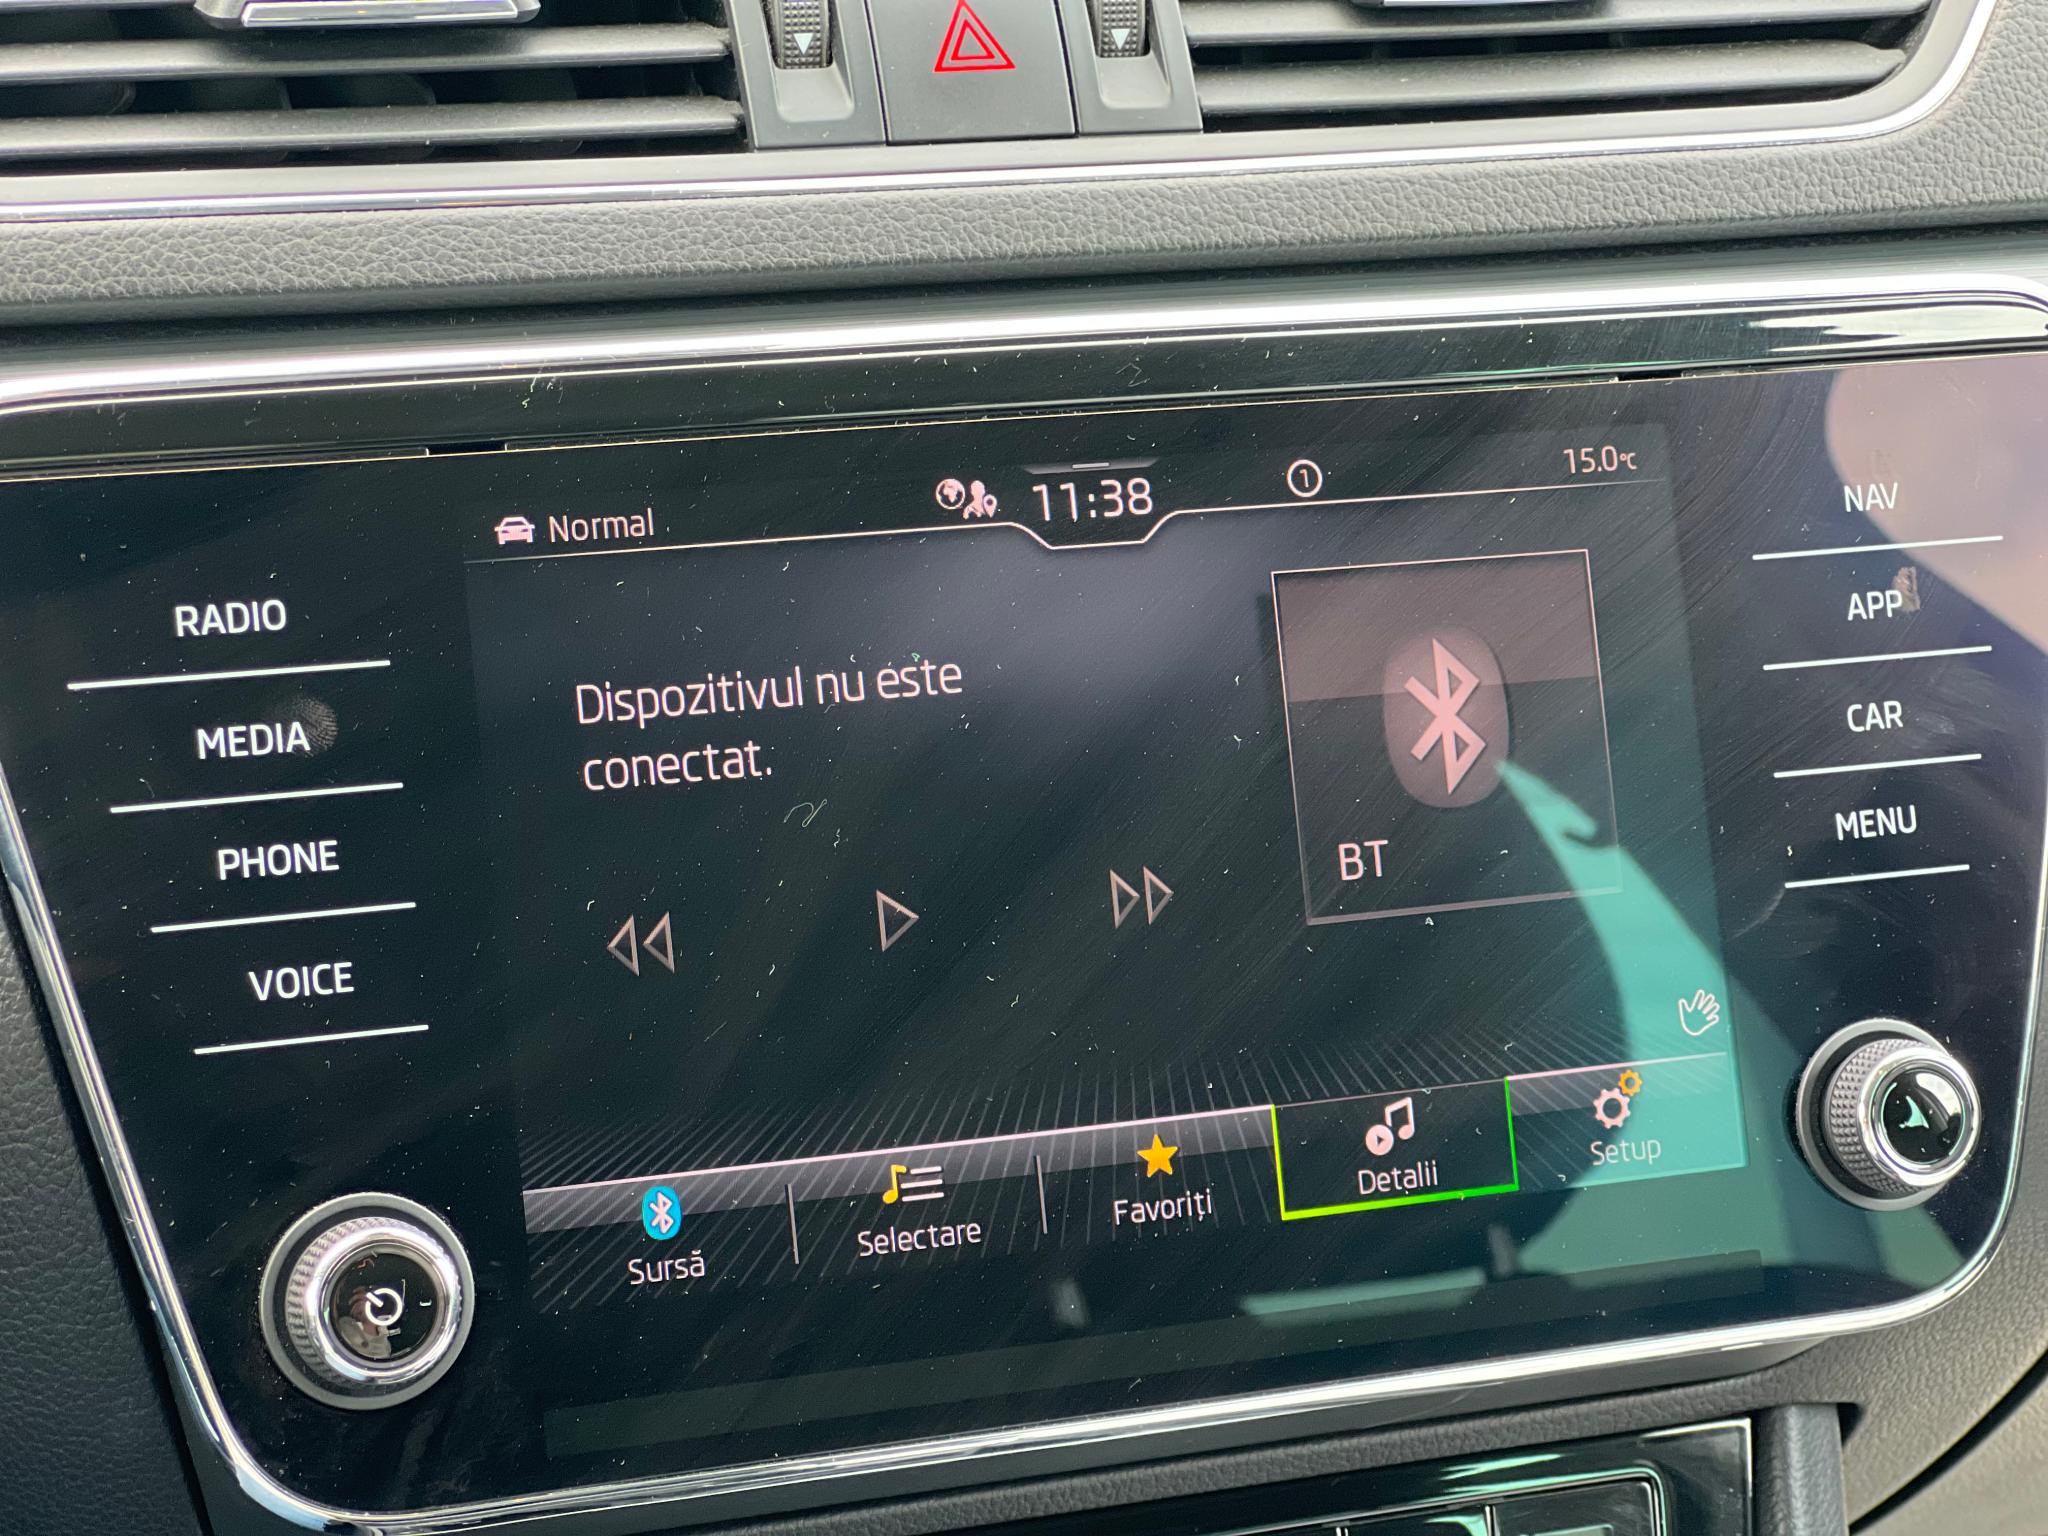 Normal
11:38
1
15.0°C
RADIO
MEDIA
PHONE
VOICE
Dispozitivul nu este
conectat.
BT
NAV
APP
CAR
MENU
Sursă
Selectare
Favoriți
Detalii
Setup